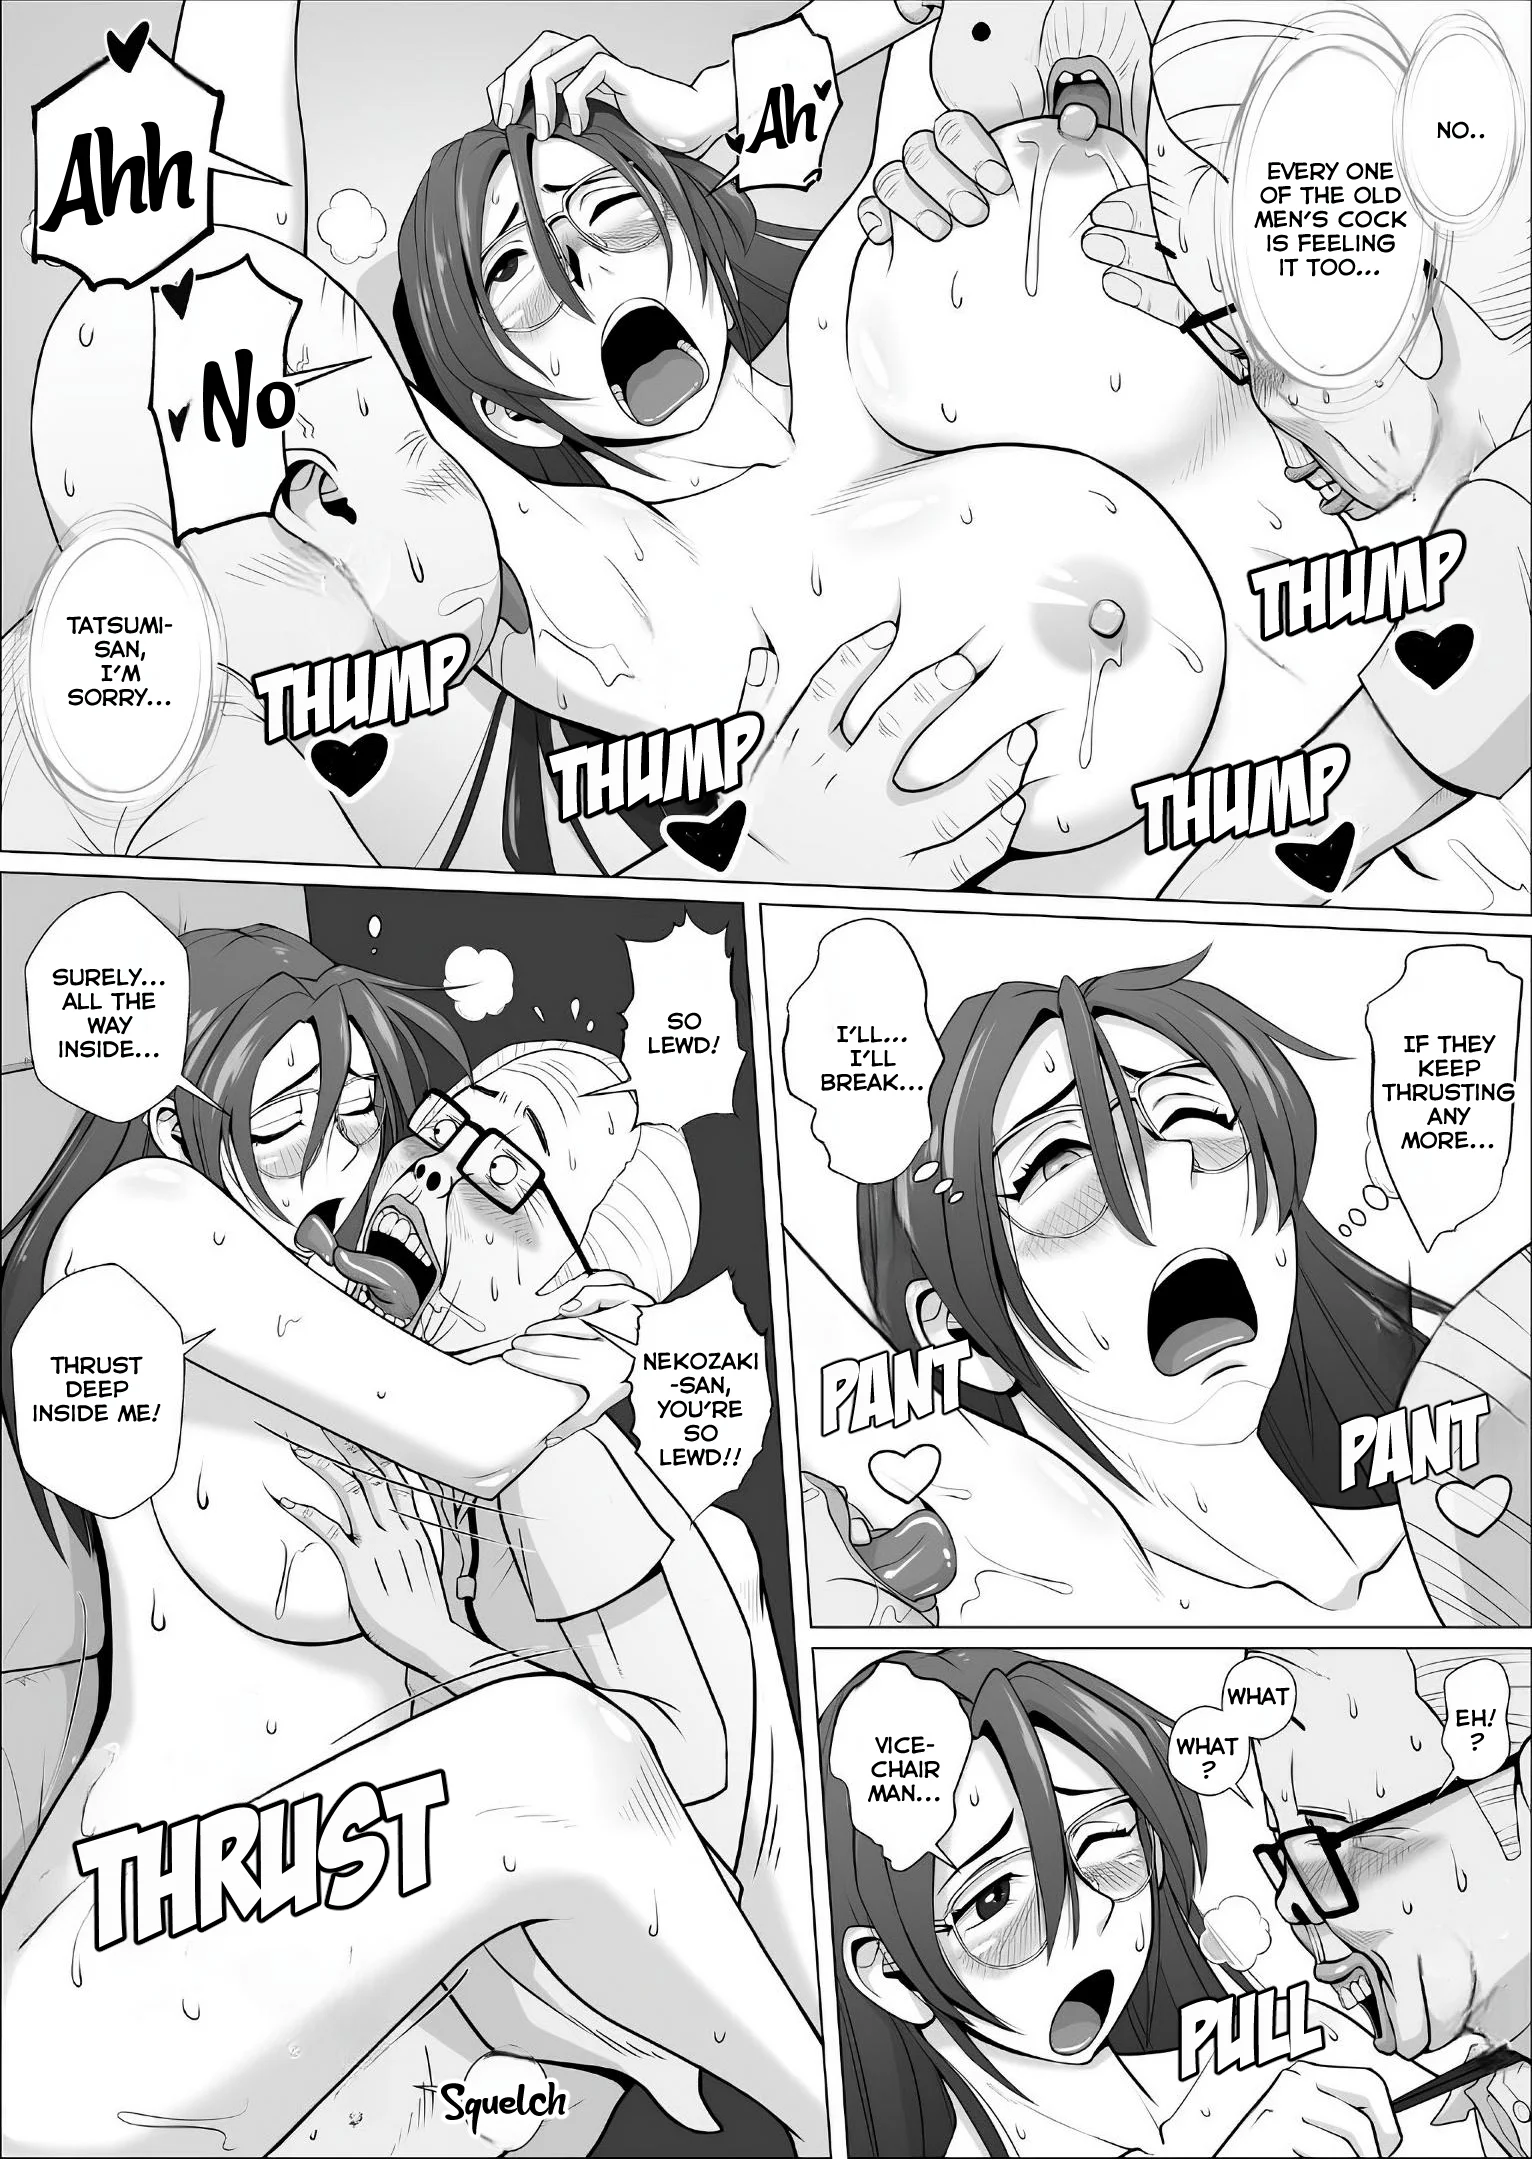 NO..
EVERY ONE
OF THE OLD
MEN'S COCK
IS FEELING
IT TOO...
Ah
Ahh
No
TATSUMI-
SAN,
I'M
SORRY...
THUMP
THUMP
THUMP
THUMP
IF THEY
KEEP
THRUSTING
ANY
MORE...
I'LL...
I'LL
BREAK...
PANT
PANT
SO
LEWD!
SURELY...
ALL THE
WAY
INSIDE...
NEKOZAKI
-SAN,
YOU'RE
SO
LEWD!!
THRUST
DEEP
INSIDE ME!
THRUST
Squelch
EH!
?
WHAT
WHAT
?
VICE-
CHAIR
MAN...
PULL